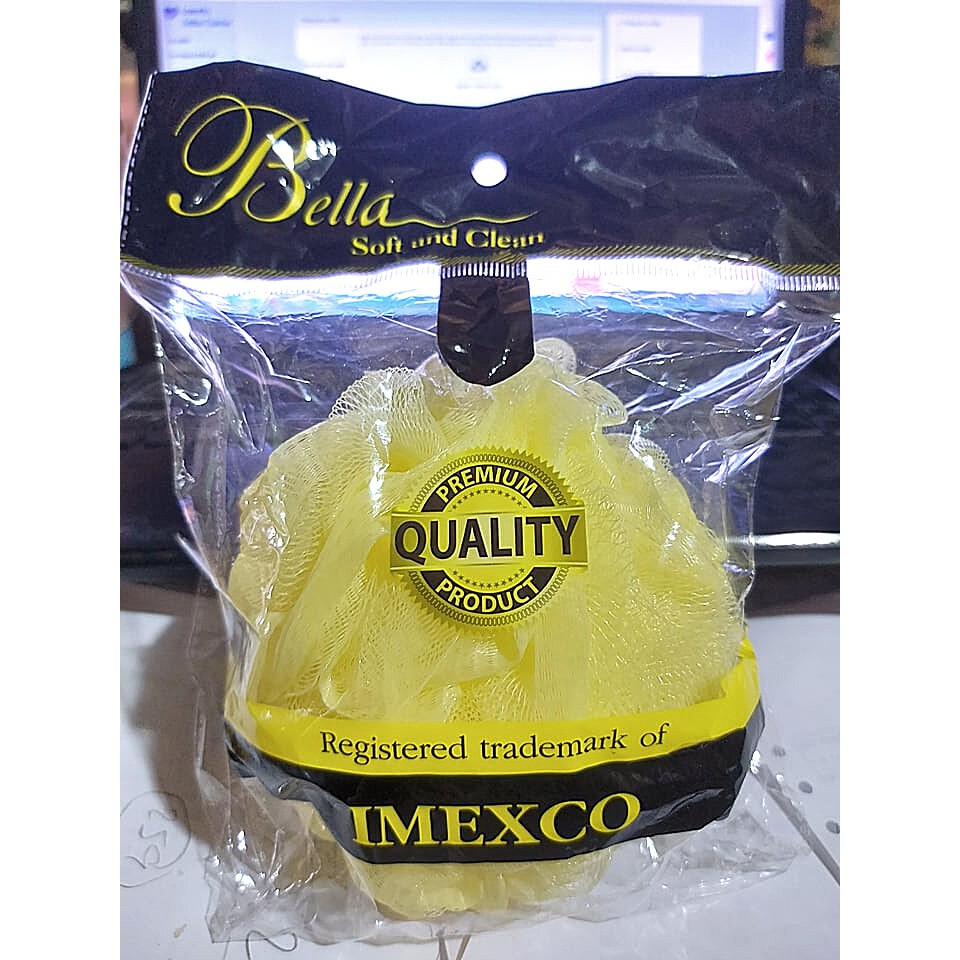 Bella
Soft and Clean
PREMIUM
QUALITY
PRODUCT
Registered trademark of
IMEXCO